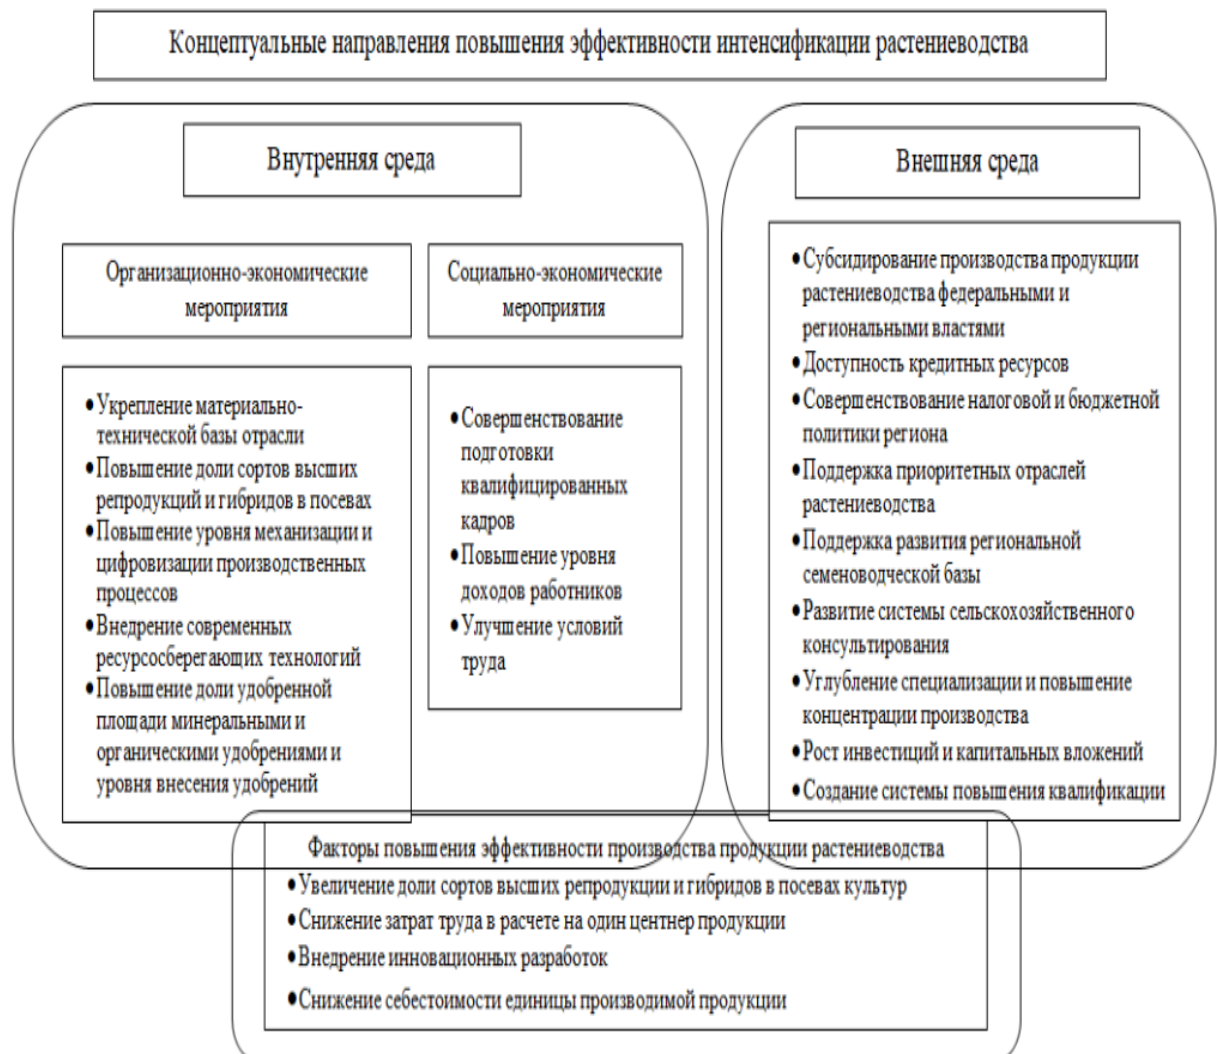 Концептуальные направления повышения эффективности интенсификации растениеводства
Внутренняя среда
Организационно-экономические
мероприятия
•Укрепление материально-
технической базы отрасли
•Повышение доли сортов высших
репродукций и гибридов в посевах
•Повышение уровня механизации и
цифровизации производственных
процессов
•Внедрение современных
ресурсосберегающих технологий
•Повышение доли удобренной
площади минеральными и
органическими удобрениями и
уровня внесения удобрений
Социально-экономические
мероприятия
•Совершенствование
подготовки
квалифицированных
кадров
•Повышение уровня
доходов работников
•Улучшение условий
труда
Внешняя среда
•Субсидирование производства продукции
растениеводства федеральными и
региональными властями
•Доступность кредитных ресурсов
•Совершенствование налоговой и бюджетной
политики региона
•Поддержка приоритетных отраслей
растениеводства
•Поддержка развития региональной
семеноводческой базы
•Развитие системы сельскохозяйственного
консультирования
•Углубление специализации и повышение
концентрации производства
•Рост инвестиций и капитальных вложений
•Создание системы повышения квалификации
Факторы повышения эффективности производства продукции растениеводства
•Увеличение доли сортов высших репродукции и гибридов в посевах культур
•Снижение затрат труда в расчете на один центнер продукции
•Внедрение инновационных разработок
•Снижение себестоимости единицы производимой продукции